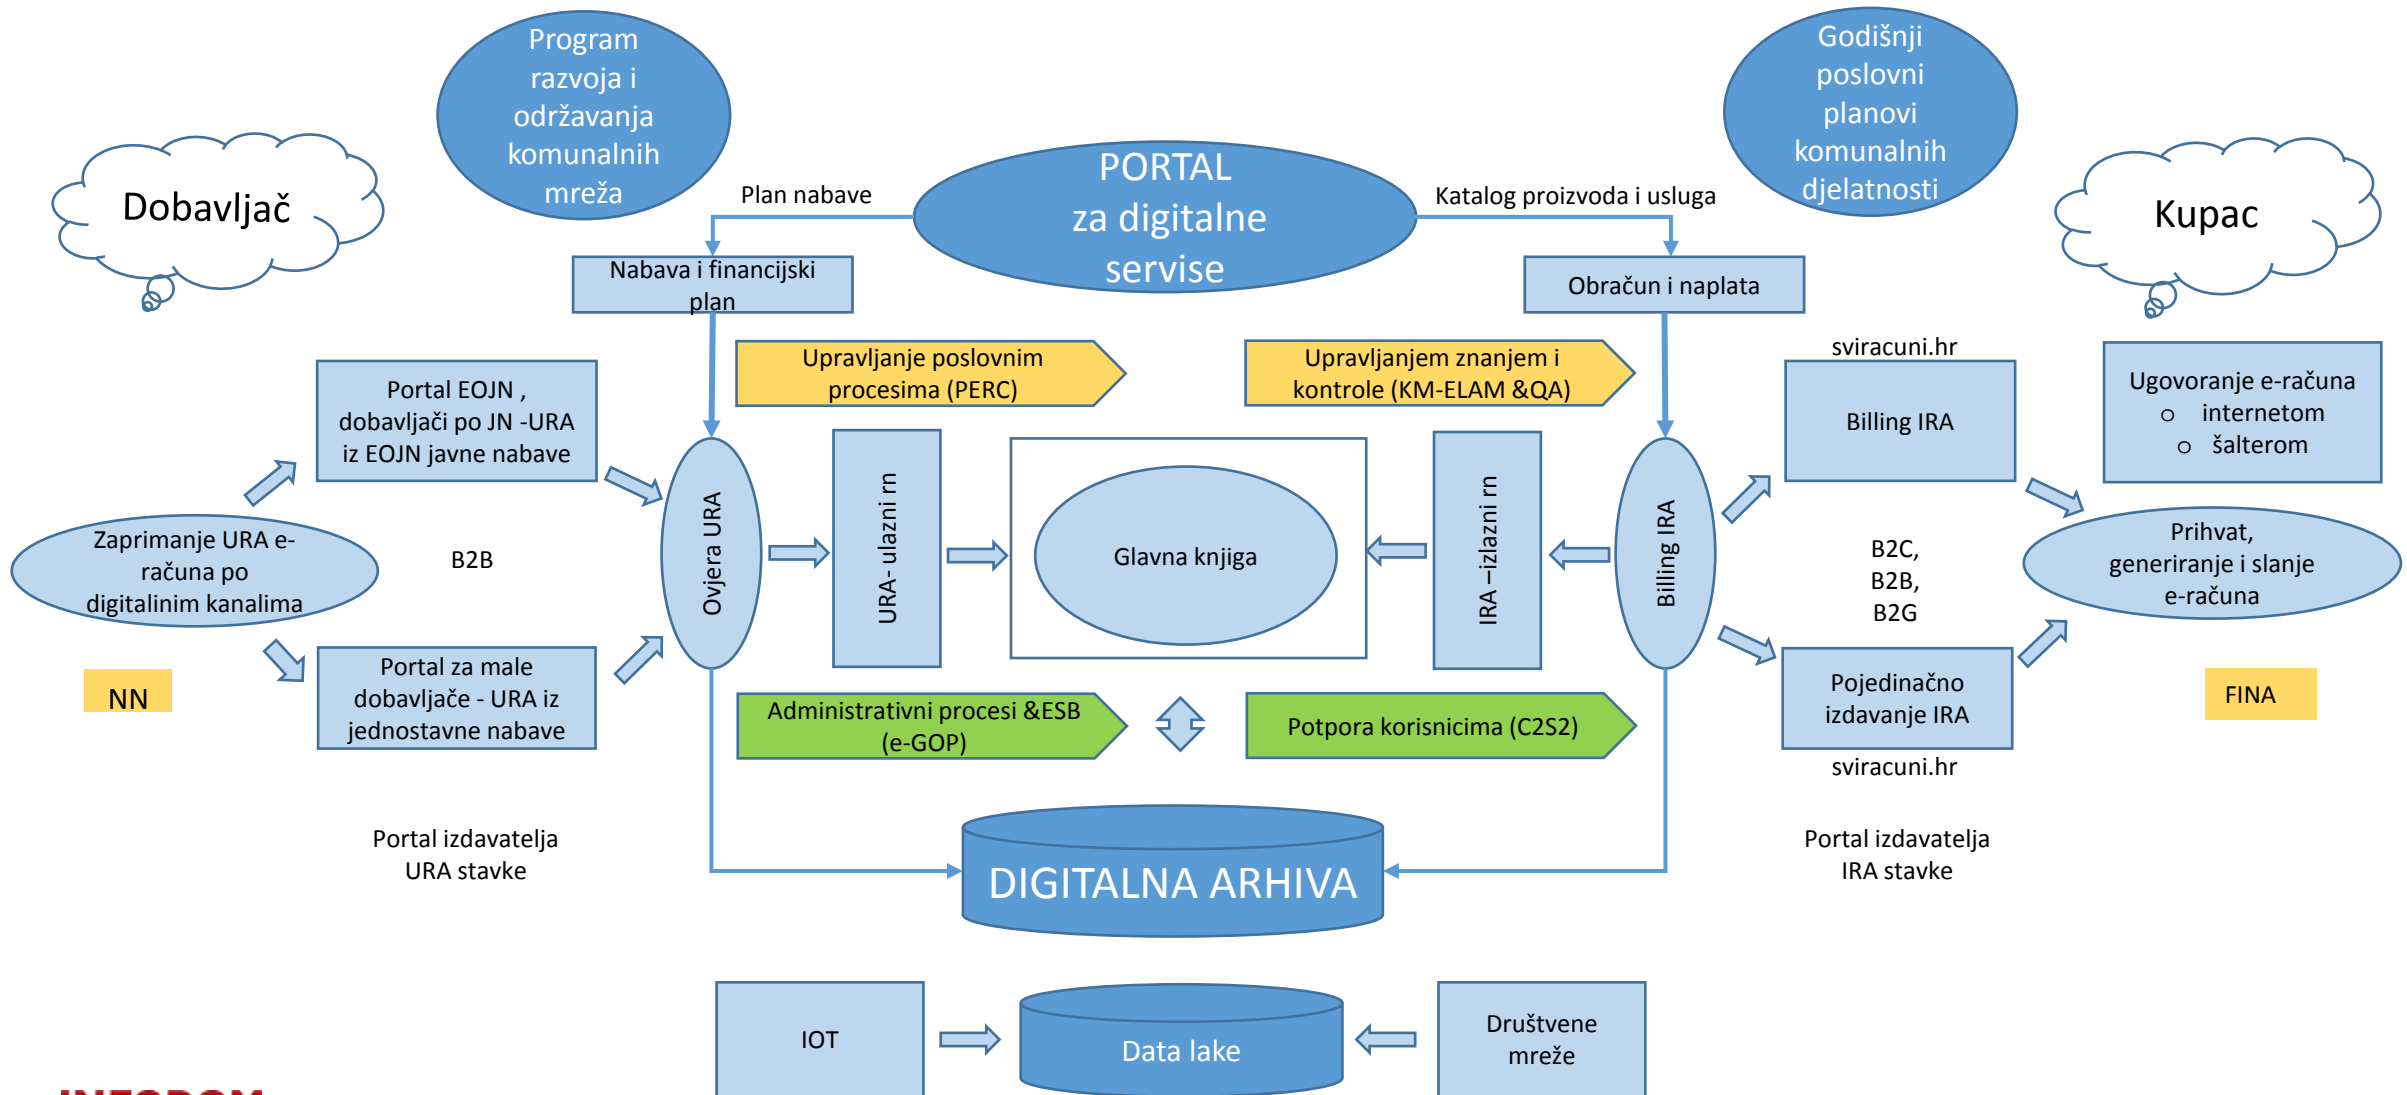 Program
razvoja i
održavanja
komunalnih
mreža
Godišnji
poslovni
planovi
komunalnih
djelatnosti
Dobavljač
Plan nabave
PORTAL
za digitalne
servise
Katalog proizvoda i usluga
Kupac
Nabava i financijski
plan
Obračun i naplata
Upravljanje poslovnim
procesima (PERC)
Upravljanjem znanjem i
kontrole (KM-ELAM &QA)
sviracuni.hr
Portal EOJN ,
dobavljači po JN -URA
iz EOJN javne nabave
Billing IRA
Ugovoranje e-računa
o internetom
o šalterom
Zaprimanje URA e-
računa po
digitalinim kanalima
B2B
Ovjera URA
URA- ulazni rn
Glavna knjiga
IRA –izlazni rn
Billing IRA
B2C,
B2B,
B2G
Prihvat,
generiranje i slanje
e-računa
NN
Portal za male
dobavljače - URA iz
jednostavne nabave
Administrativni procesi &ESB
(e-GOP)
Potpora korisnicima (C2S2)
Pojedinačno
izdavanje IRA
FINA
sviracuni.hr
Portal izdavatelja
URA stavke
DIGITALNA ARHIVA
Portal izdavatelja
IRA stavke
IOT
Data lake
Društvene
mreže